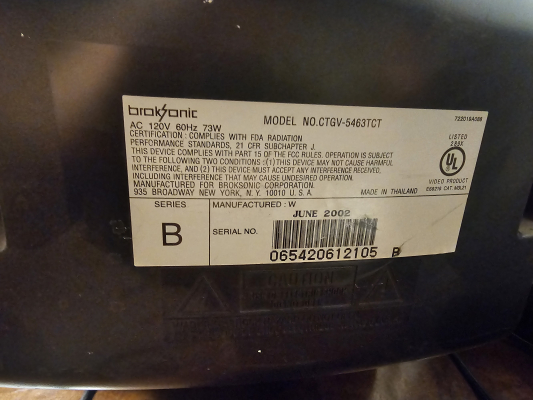 broksonic
MODEL NO.CTGV-5463TCT
AC 120V 60Hz 73W
CERTIFICATION : COMPLIES WITH FDA RADIATION
PERFORMANCE STANDARDS, 21 CFR SUBCHAPTER J.
THIS DEVICE COMPLIES WITH PART 15 OF THE FCC RULES. OPERATION IS SUBJECT
TO THE FOLLOWING TWO CONDITIONS : (1) THIS DEVICE MAY NOT CAUSE HARMFUL
INTERFERENCE, AND (2) THIS DEVICE MUST ACCEPT ANY INTERFERENCE,
INCLUDING INTERFERENCE THAT MAY CAUSE UNDESIRED OPERATION.
MANUFACTURED FOR BROKSONIC CORPORATION.
935 BROADWAY NEW YORK, N. Y. 10010 U. S. A.
MADE IN THAILAND
LISTED
UL
VIDEO PRODUCT
SERIES
B
MANUFACTURED : W
JUNE 2002
SERIAL NO.
065420612105 B
CAUTION